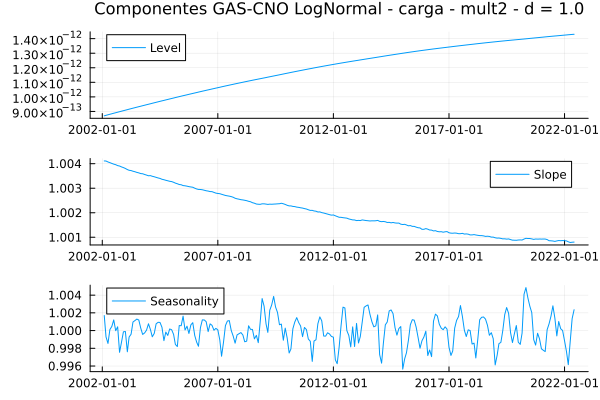 Componentes GAS-CNO LogNormal - carga - mult2 - d = 1.0
1.40×10⁻¹²
1.30×10⁻¹²
1.20×10⁻¹²
1.10×10⁻¹²
1.00×10⁻¹²
9.00×10⁻¹³
Level
2002-01-01 2007-01-01 2012-01-01 2017-01-01 2022-01-01
1.004
1.003
1.002
1.001
Slope
2002-01-01 2007-01-01 2012-01-01 2017-01-01 2022-01-01
1.004
1.002
1.000
0.998
0.996
Seasonality
2002-01-01 2007-01-01 2012-01-01 2017-01-01 2022-01-01